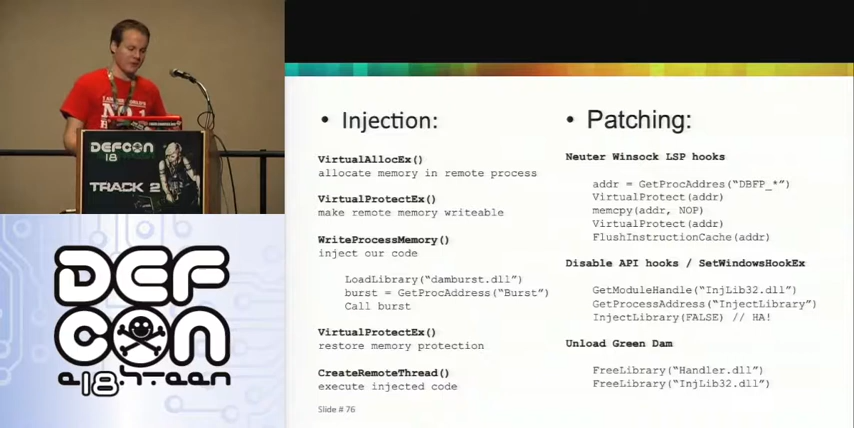 NO.1
DEFCON
18
TRACK 2
DEF
CON
e18hteen
• Injection:
VirtualAllocEx()
allocate memory in remote process
VirtualProtectEx()
make remote memory writeable
WriteProcessMemory()
inject our code
LoadLibrary(“damburst.dll”)
burst = GetProcAddress(“Burst”)
Call burst
VirtualProtectEx()
restore memory protection
CreateRemoteThread()
execute injected code
Slide # 76
• Patching:
Neuter Winsock LSP hooks
addr = GetProcAddres(“DBFP_*”)
VirtualProtect(addr)
memcpy(addr, NOP)
VirtualProtect(addr)
FlushInstructionCache(addr)
Disable API hooks / SetWindowsHookEx
GetModuleHandle(“InjLib32.dll”)
GetProcessAddress(“InjectLibrary”)
InjectLibrary(FALSE) // HA!
Unload Green Dam
FreeLibrary(“Handler.dll”)
FreeLibrary(“InjLib32.dll”)